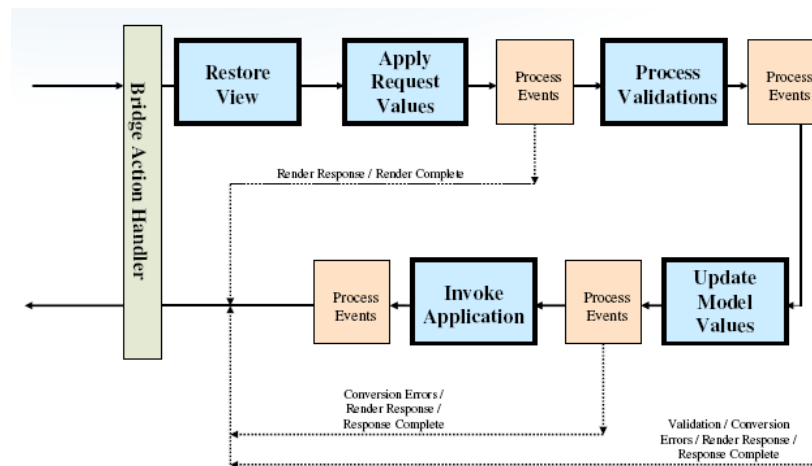 Bridge Action Handler
Restore
View
Apply
Request
Values
Process
Events
Process
Validations
Process
Events
Render Response / Render Complete
Update
Model
Values
Process
Events
Invoke
Application
Process
Events
Conversion Errors /
Render Response /
Response Complete
Validation / Conversion
Errors / Render Response /
Response Complete